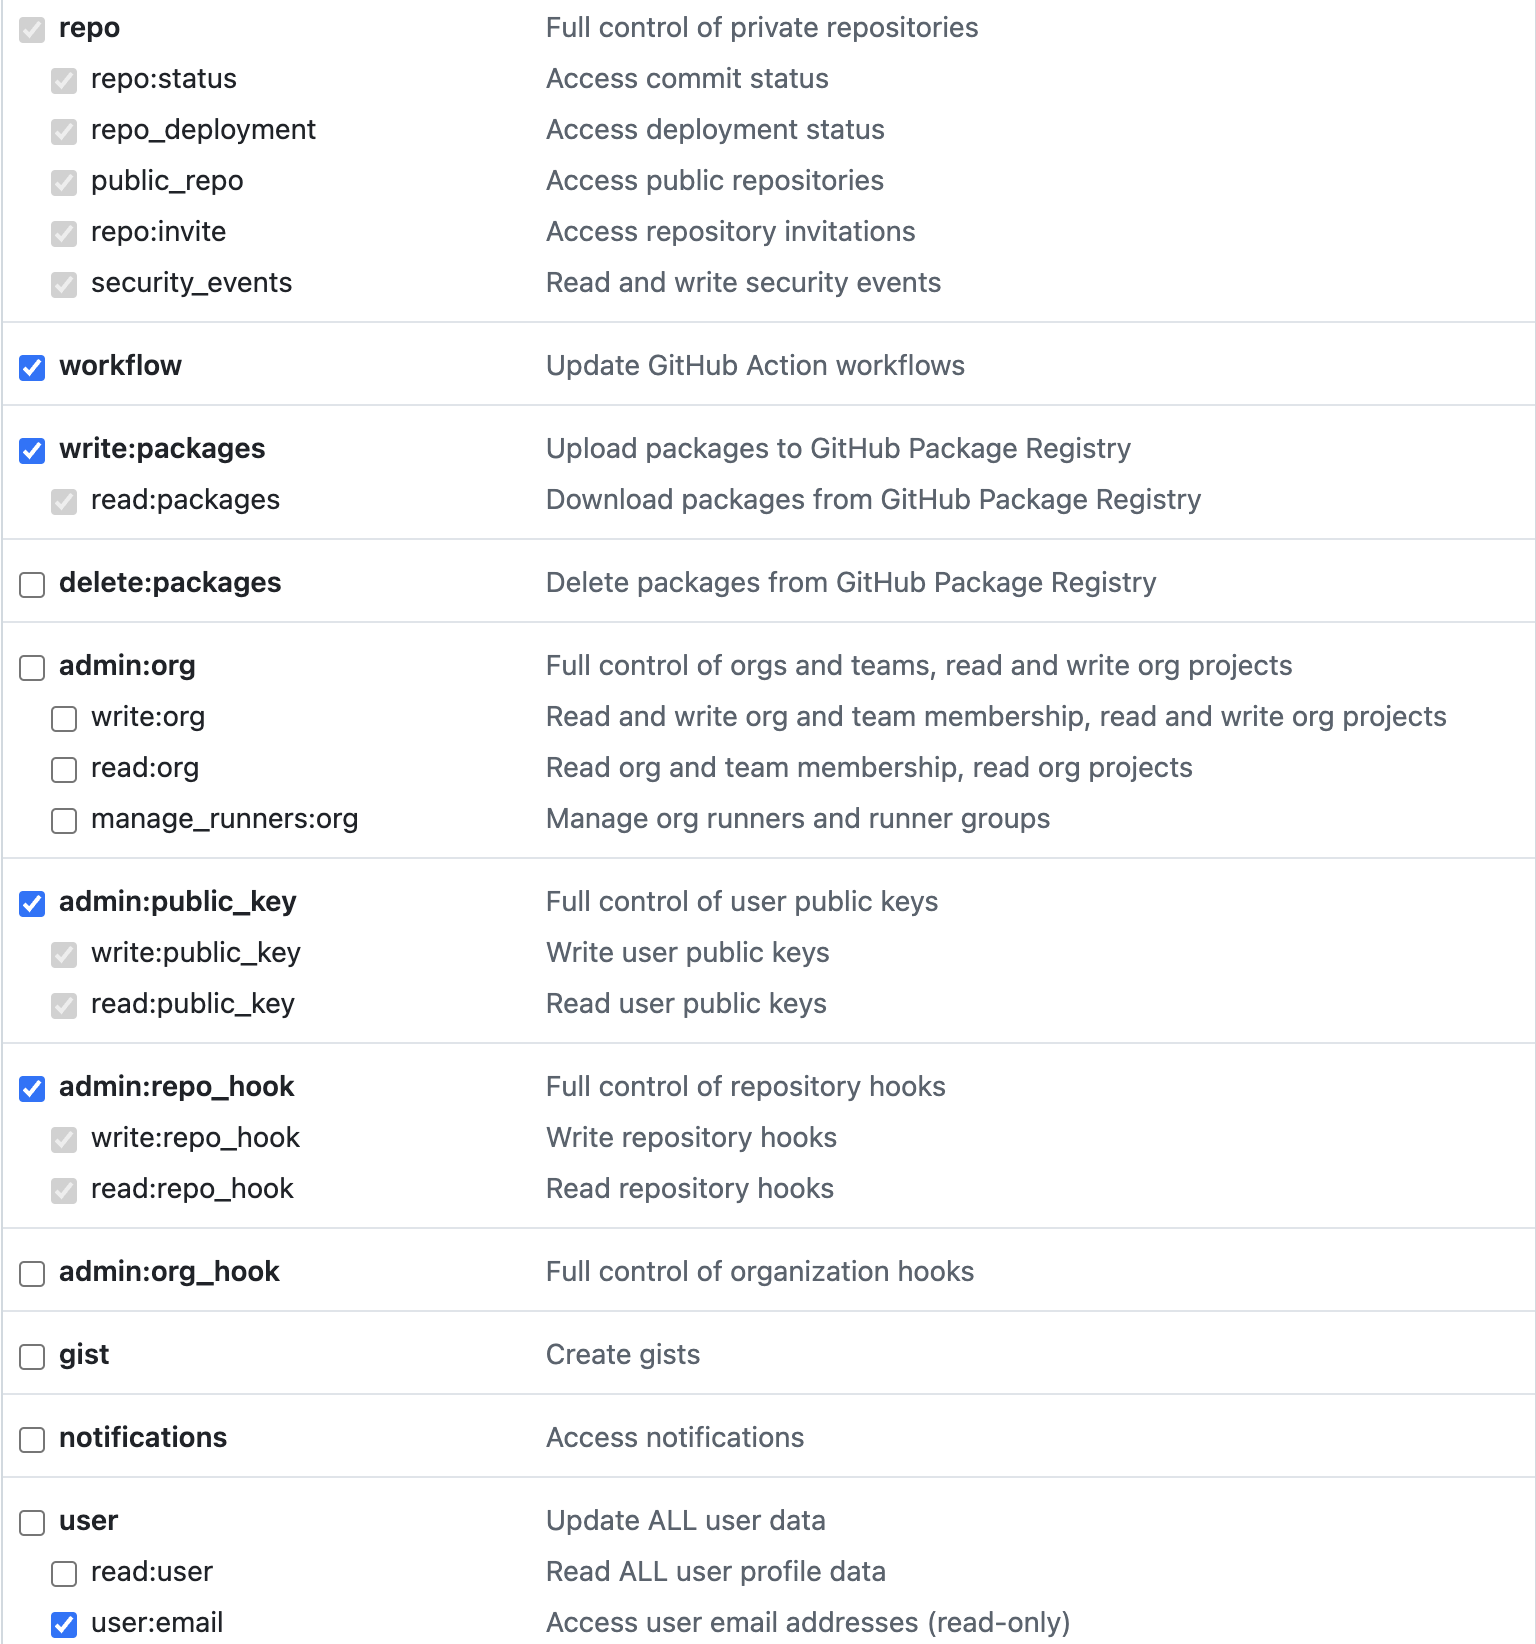 repo Full control of private repositories
repo:status Access commit status
repo_deployment Access deployment status
public_repo Access public repositories
repo:invite Access repository invitations
security_events Read and write security events
workflow Update GitHub Action workflows
write:packages Upload packages to GitHub Package Registry
read:packages Download packages from GitHub Package Registry
delete:packages Delete packages from GitHub Package Registry
admin:org Full control of orgs and teams, read and write org projects
write:org Read and write org and team membership, read and write org projects
read:org Read org and team membership, read org projects
manage_runners:org Manage org runners and runner groups
admin:public_key Full control of user public keys
write:public_key Write user public keys
read:public_key Read user public keys
admin:repo_hook Full control of repository hooks
write:repo_hook Write repository hooks
read:repo_hook Read repository hooks
admin:org_hook Full control of organization hooks
gist Create gists
notifications Access notifications
user Update ALL user data
read:user Read ALL user profile data
user:email Access user email addresses (read-only)